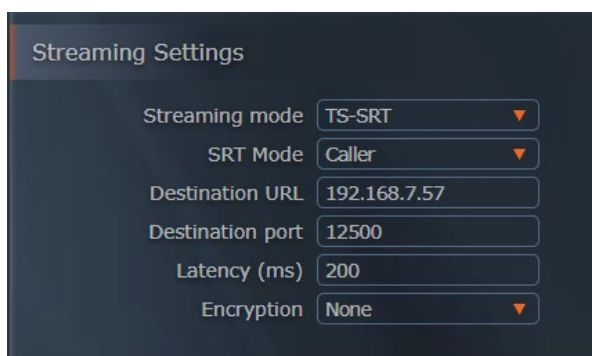 Streaming Settings
Streaming mode TS-SRT
SRT Mode Caller
Destination URL 192.168.7.57
Destination port 12500
Latency (ms) 200
Encryption None